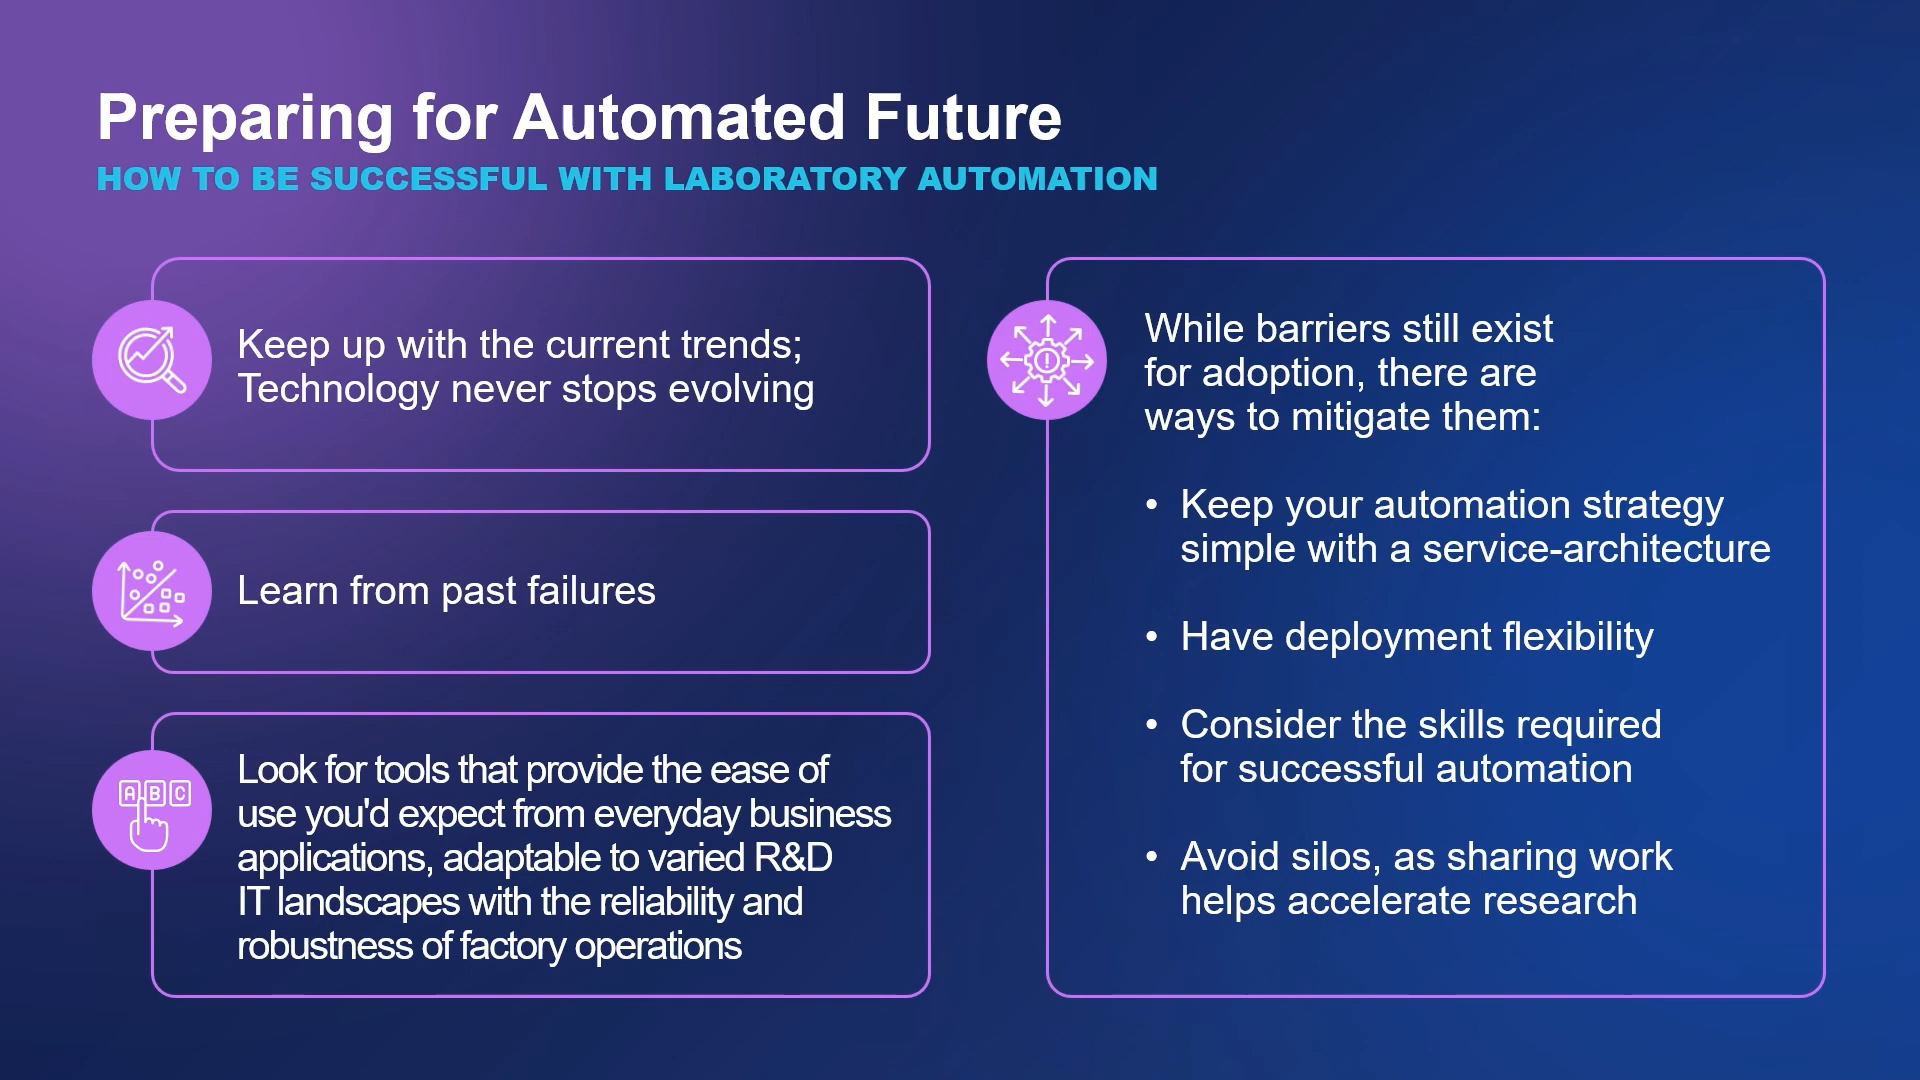 Preparing for Automated Future
HOW TO BE SUCCESSFUL WITH LABORATORY AUTOMATION
Keep up with the current trends;
Technology never stops evolving
Learn from past failures
A B C
Look for tools that provide the ease of
use you'd expect from everyday business
applications, adaptable to varied R&D
IT landscapes with the reliability and
robustness of factory operations
While barriers still exist
for adoption, there are
ways to mitigate them:
• Keep your automation strategy
simple with a service-architecture
• Have deployment flexibility
• Consider the skills required
for successful automation
• Avoid silos, as sharing work
helps accelerate research